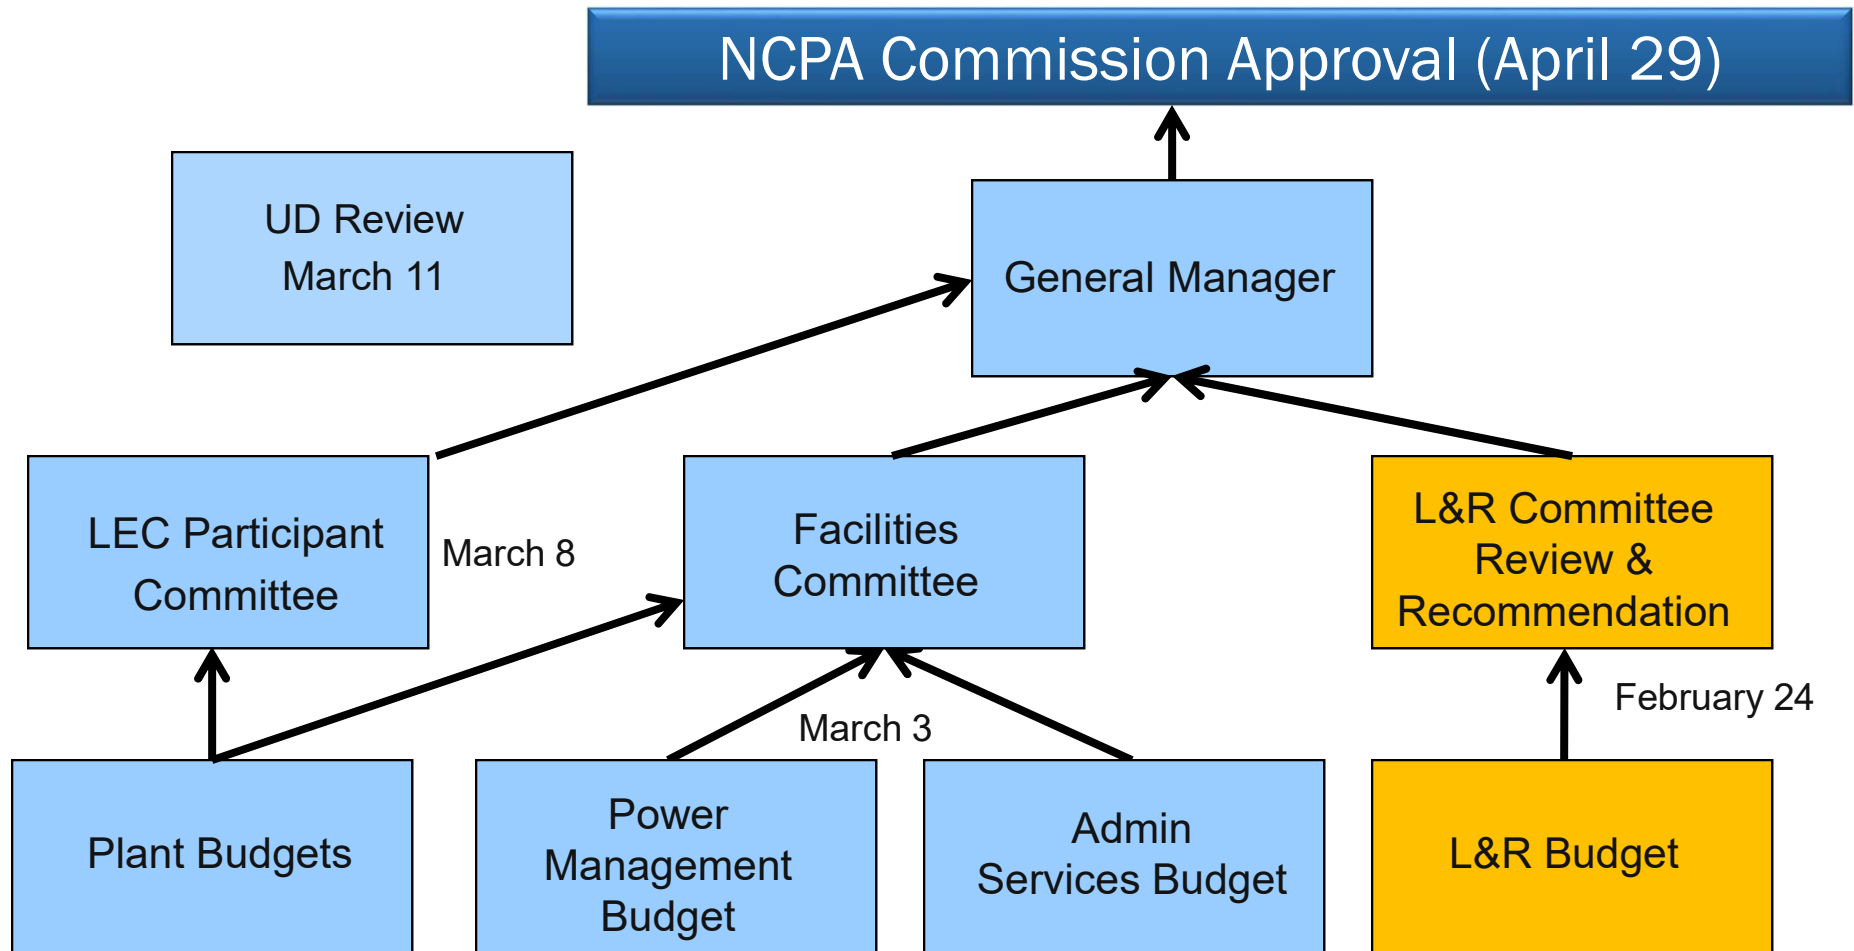 NCPA Commission Approval (April 29)
UD Review
March 11
General Manager
LEC Participant
Committee
March 8
Facilities
Committee
L&R Committee
Review &
Recommendation
March 3
February 24
Plant Budgets
Power
Management
Budget
Admin
Services Budget
L&R Budget